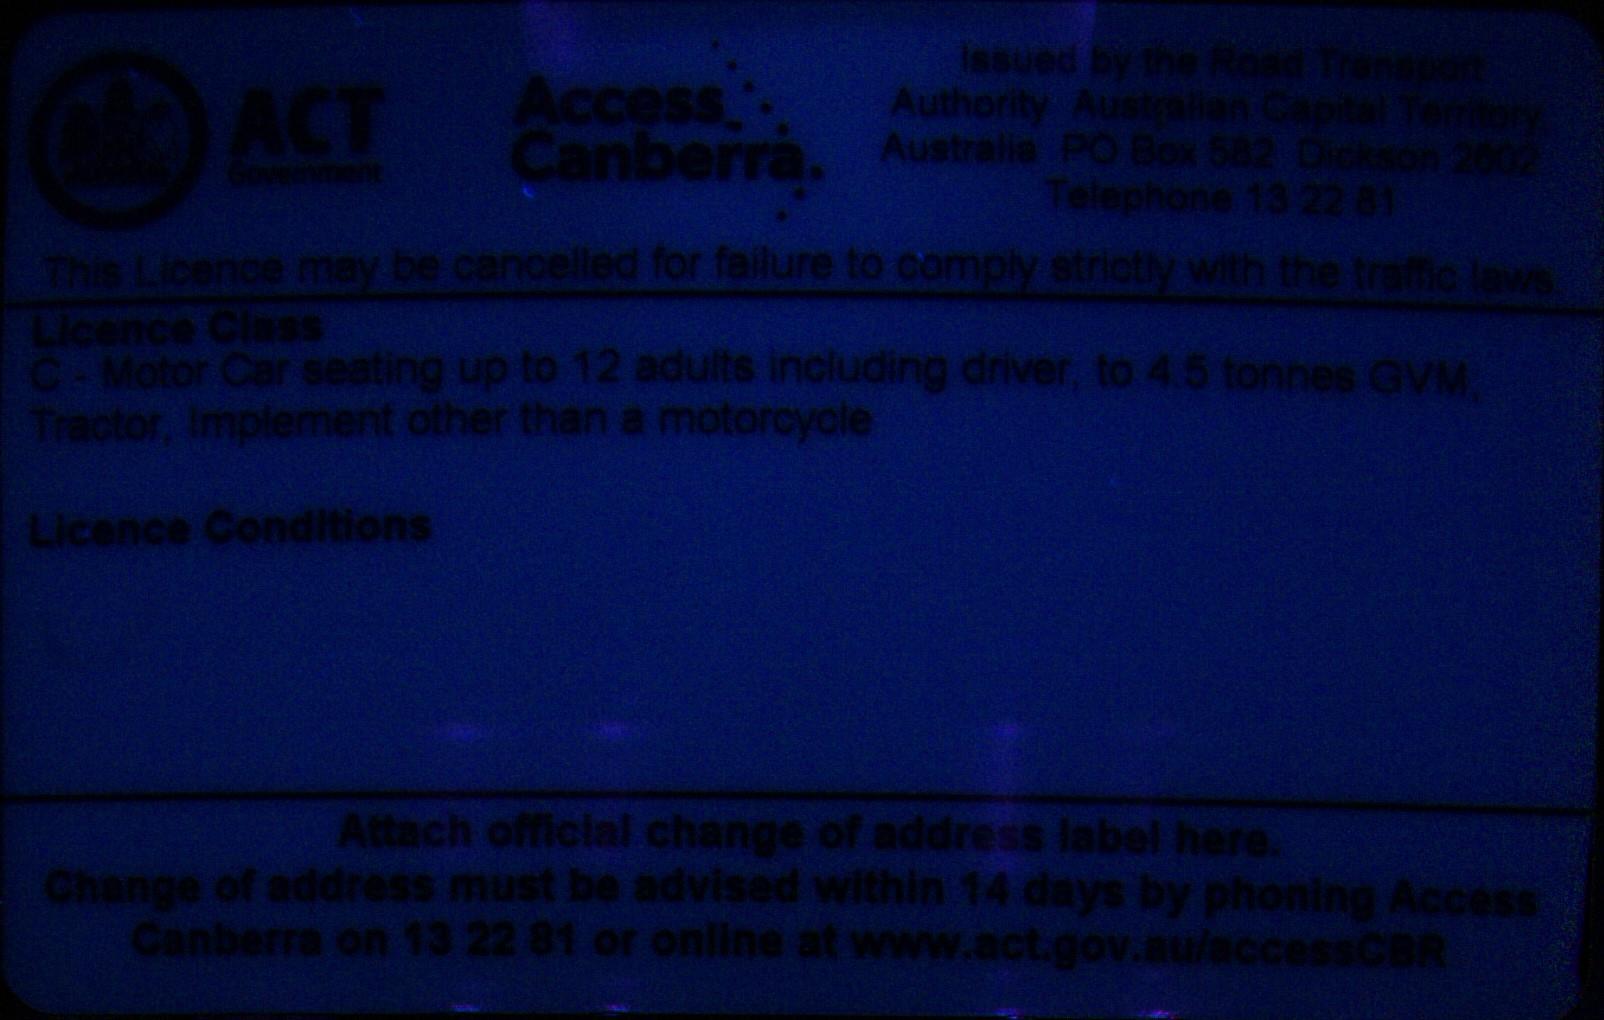 ACT
Government
Access
Canberra.
Issued by the Road Transport
Authority Australian Capital Territory,
Australia PO Box 582 Dickson 2602
Telephone 13 22 81
This Licence may be cancelled for failure to comply strictly with the traffic laws.
Licence Class
C - Motor Car seating up to 12 adults including driver, to 4.5 tonnes GVM,
Tractor, Implement other than a motorcycle
Licence Conditions
Attach official change of address label here.
Change of address must be advised within 14 days by phoning Access
Canberra on 13 22 81 or online at www.act.gov.au/accessCBR